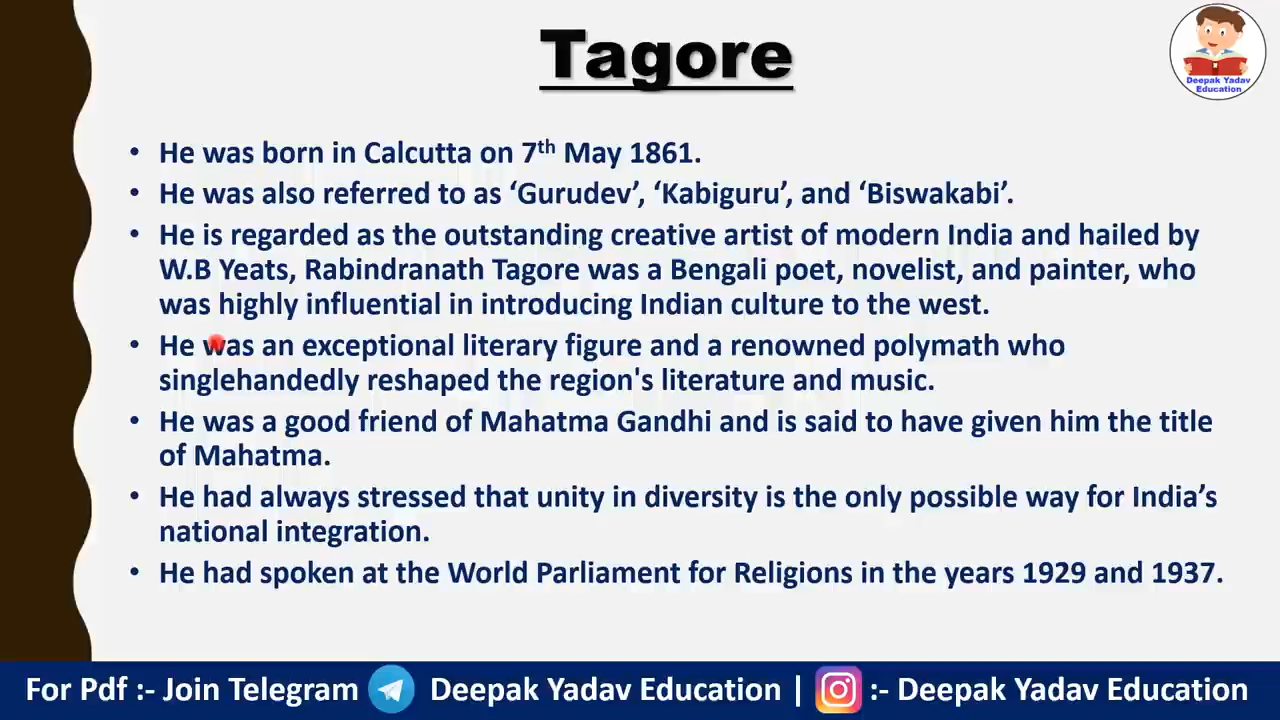 Tagore
Deepak Yadav
Education
• He was born in Calcutta on 7th May 1861.
• He was also referred to as ‘Gurudev’, ‘Kabiguru’, and ‘Biswakabi’.
• He is regarded as the outstanding creative artist of modern India and hailed by
W.B Yeats, Rabindranath Tagore was a Bengali poet, novelist, and painter, who
was highly influential in introducing Indian culture to the west.
• He was an exceptional literary figure and a renowned polymath who
singlehandedly reshaped the region's literature and music.
• He was a good friend of Mahatma Gandhi and is said to have given him the title
of Mahatma.
• He had always stressed that unity in diversity is the only possible way for India’s
national integration.
• He had spoken at the World Parliament for Religions in the years 1929 and 1937.
For Pdf :- Join Telegram Deepak Yadav Education | :- Deepak Yadav Education